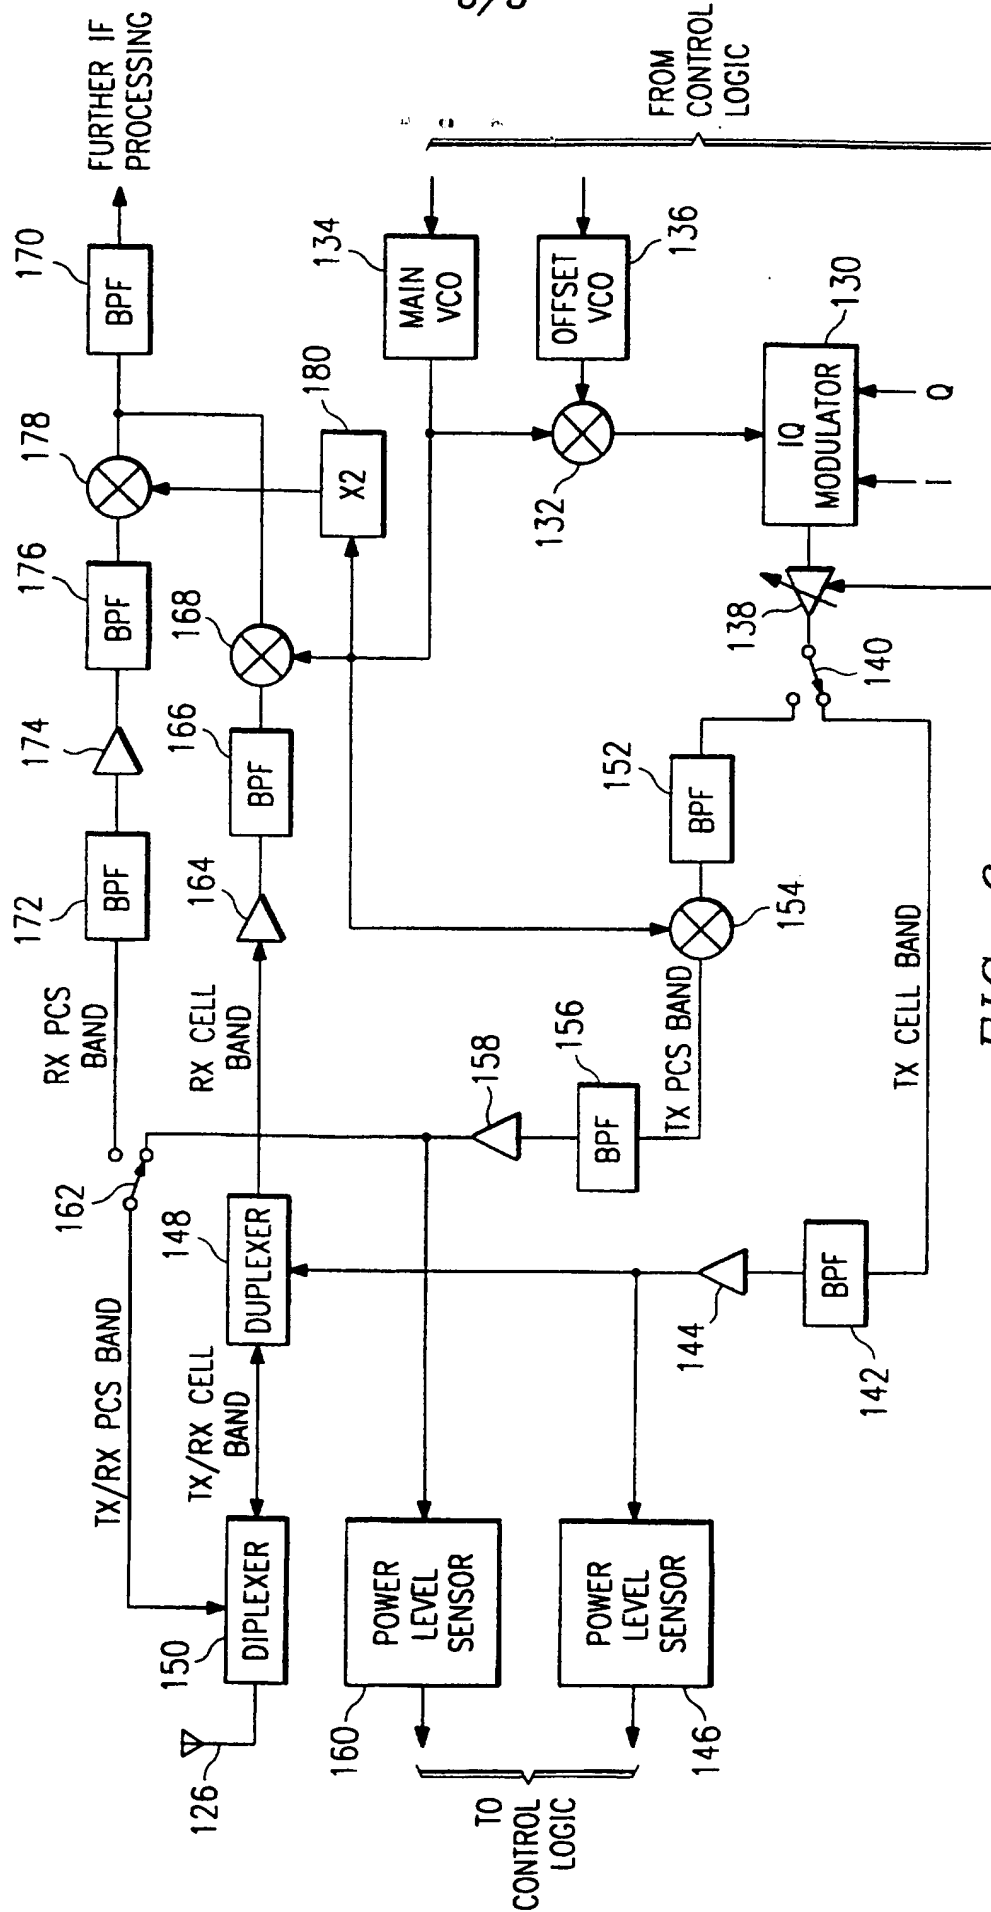 FURTHER IF
PROCESSING
170
BPF
178
176
BPF
174
172
BPF
RX PCS
BAND
162
TX/RX PCS BAND
134
MAIN
VCO
180
X2
168
166
BPF
164
RX CELL
BAND
148
DUPLEXER
TX/RX CELL
BAND
150
DIPLEXER
126
FROM
CONTROL
LOGIC
136
OFFSET
VCO
132
130
IQ
MODULATOR
I
Q
138
140
152
BPF
154
TX PCS BAND
156
BPF
158
TX CELL BAND
142
BPF
144
160
POWER
LEVEL
SENSOR
146
POWER
LEVEL
SENSOR
TO
CONTROL
LOGIC